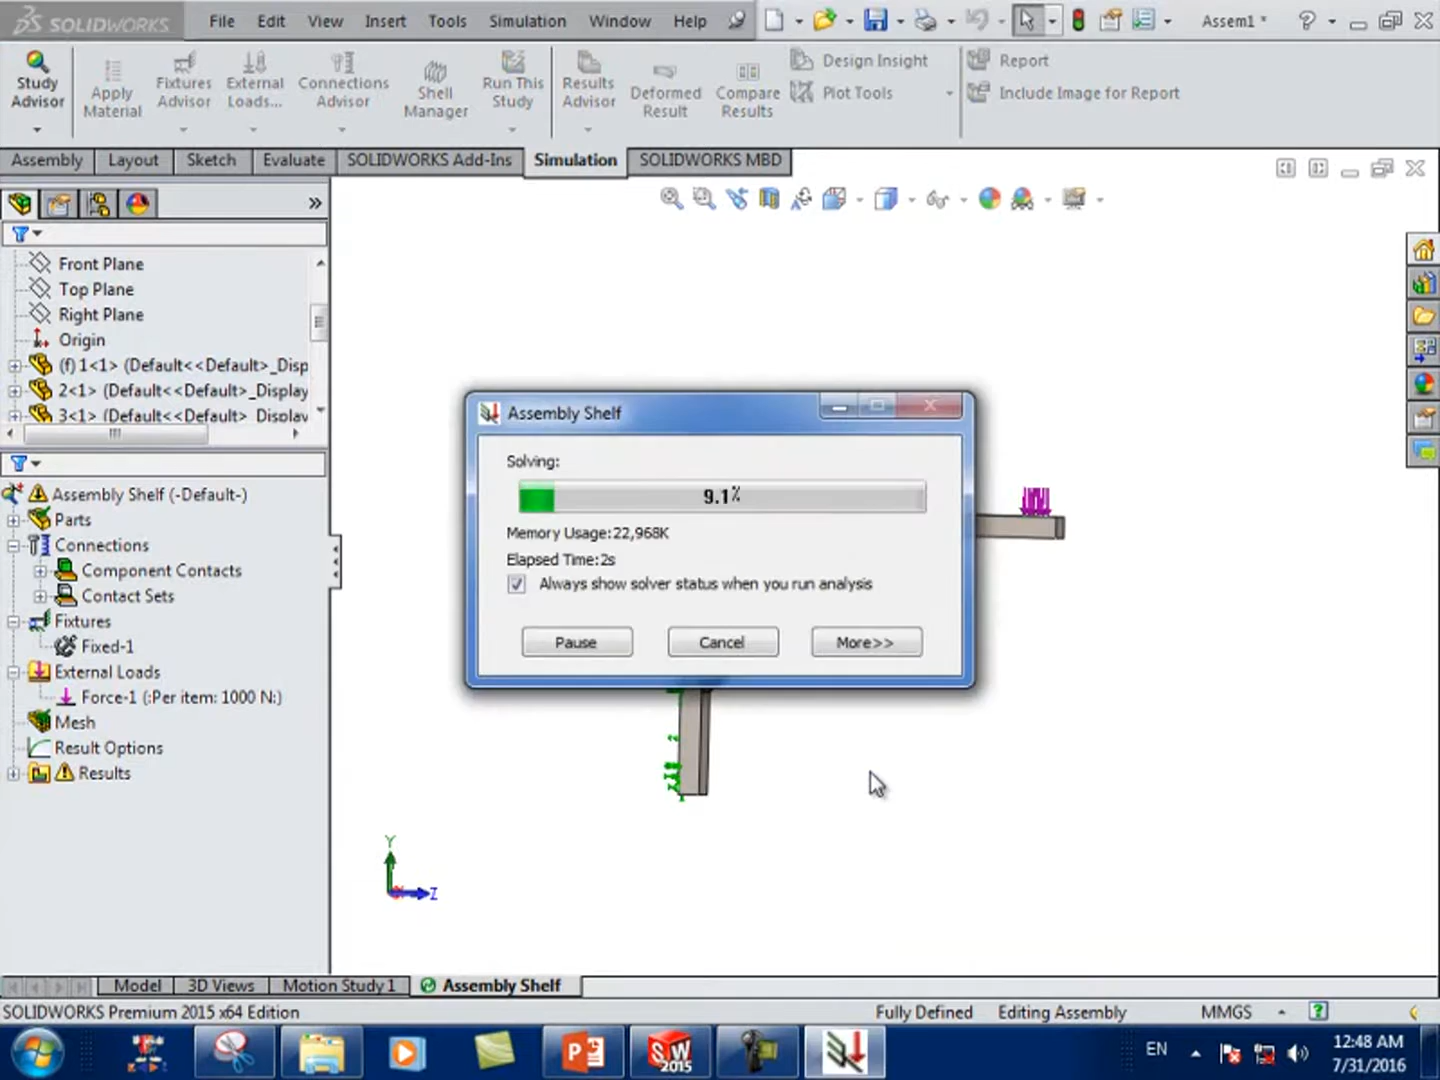 SOLIDWORKS File Edit View Insert Tools Simulation Window Help Assem1 *
Study Advisor
Apply Material
Fixtures Advisor
External Loads...
Connections Advisor
Shell Manager
Run This Study
Results Advisor
Deformed Result
Compare Results
Design Insight
Plot Tools
Report
Include Image for Report
Assembly Layout Sketch Evaluate SOLIDWORKS Add-Ins Simulation SOLIDWORKS MBD
Front Plane
Top Plane
Right Plane
Origin
(f) 1<1> (Default<<Default>_Disp
2<1> (Default<<Default>_Display
3<1> (Default<<Default> Displav
Assembly Shelf (-Default-)
Parts
Connections
Component Contacts
Contact Sets
Fixtures
Fixed-1
External Loads
Force-1 (:Per item: 1000 N:)
Mesh
Result Options
Results
Assembly Shelf
Solving:
9.1%
Memory Usage:22,968K
Elapsed Time:2s
Always show solver status when you run analysis
Pause Cancel More>>
Y
Z
Model 3D Views Motion Study 1 Assembly Shelf
SOLIDWORKS Premium 2015 x64 Edition Fully Defined Editing Assembly MMGS
SW 2015
EN
12:48 AM
7/31/2016